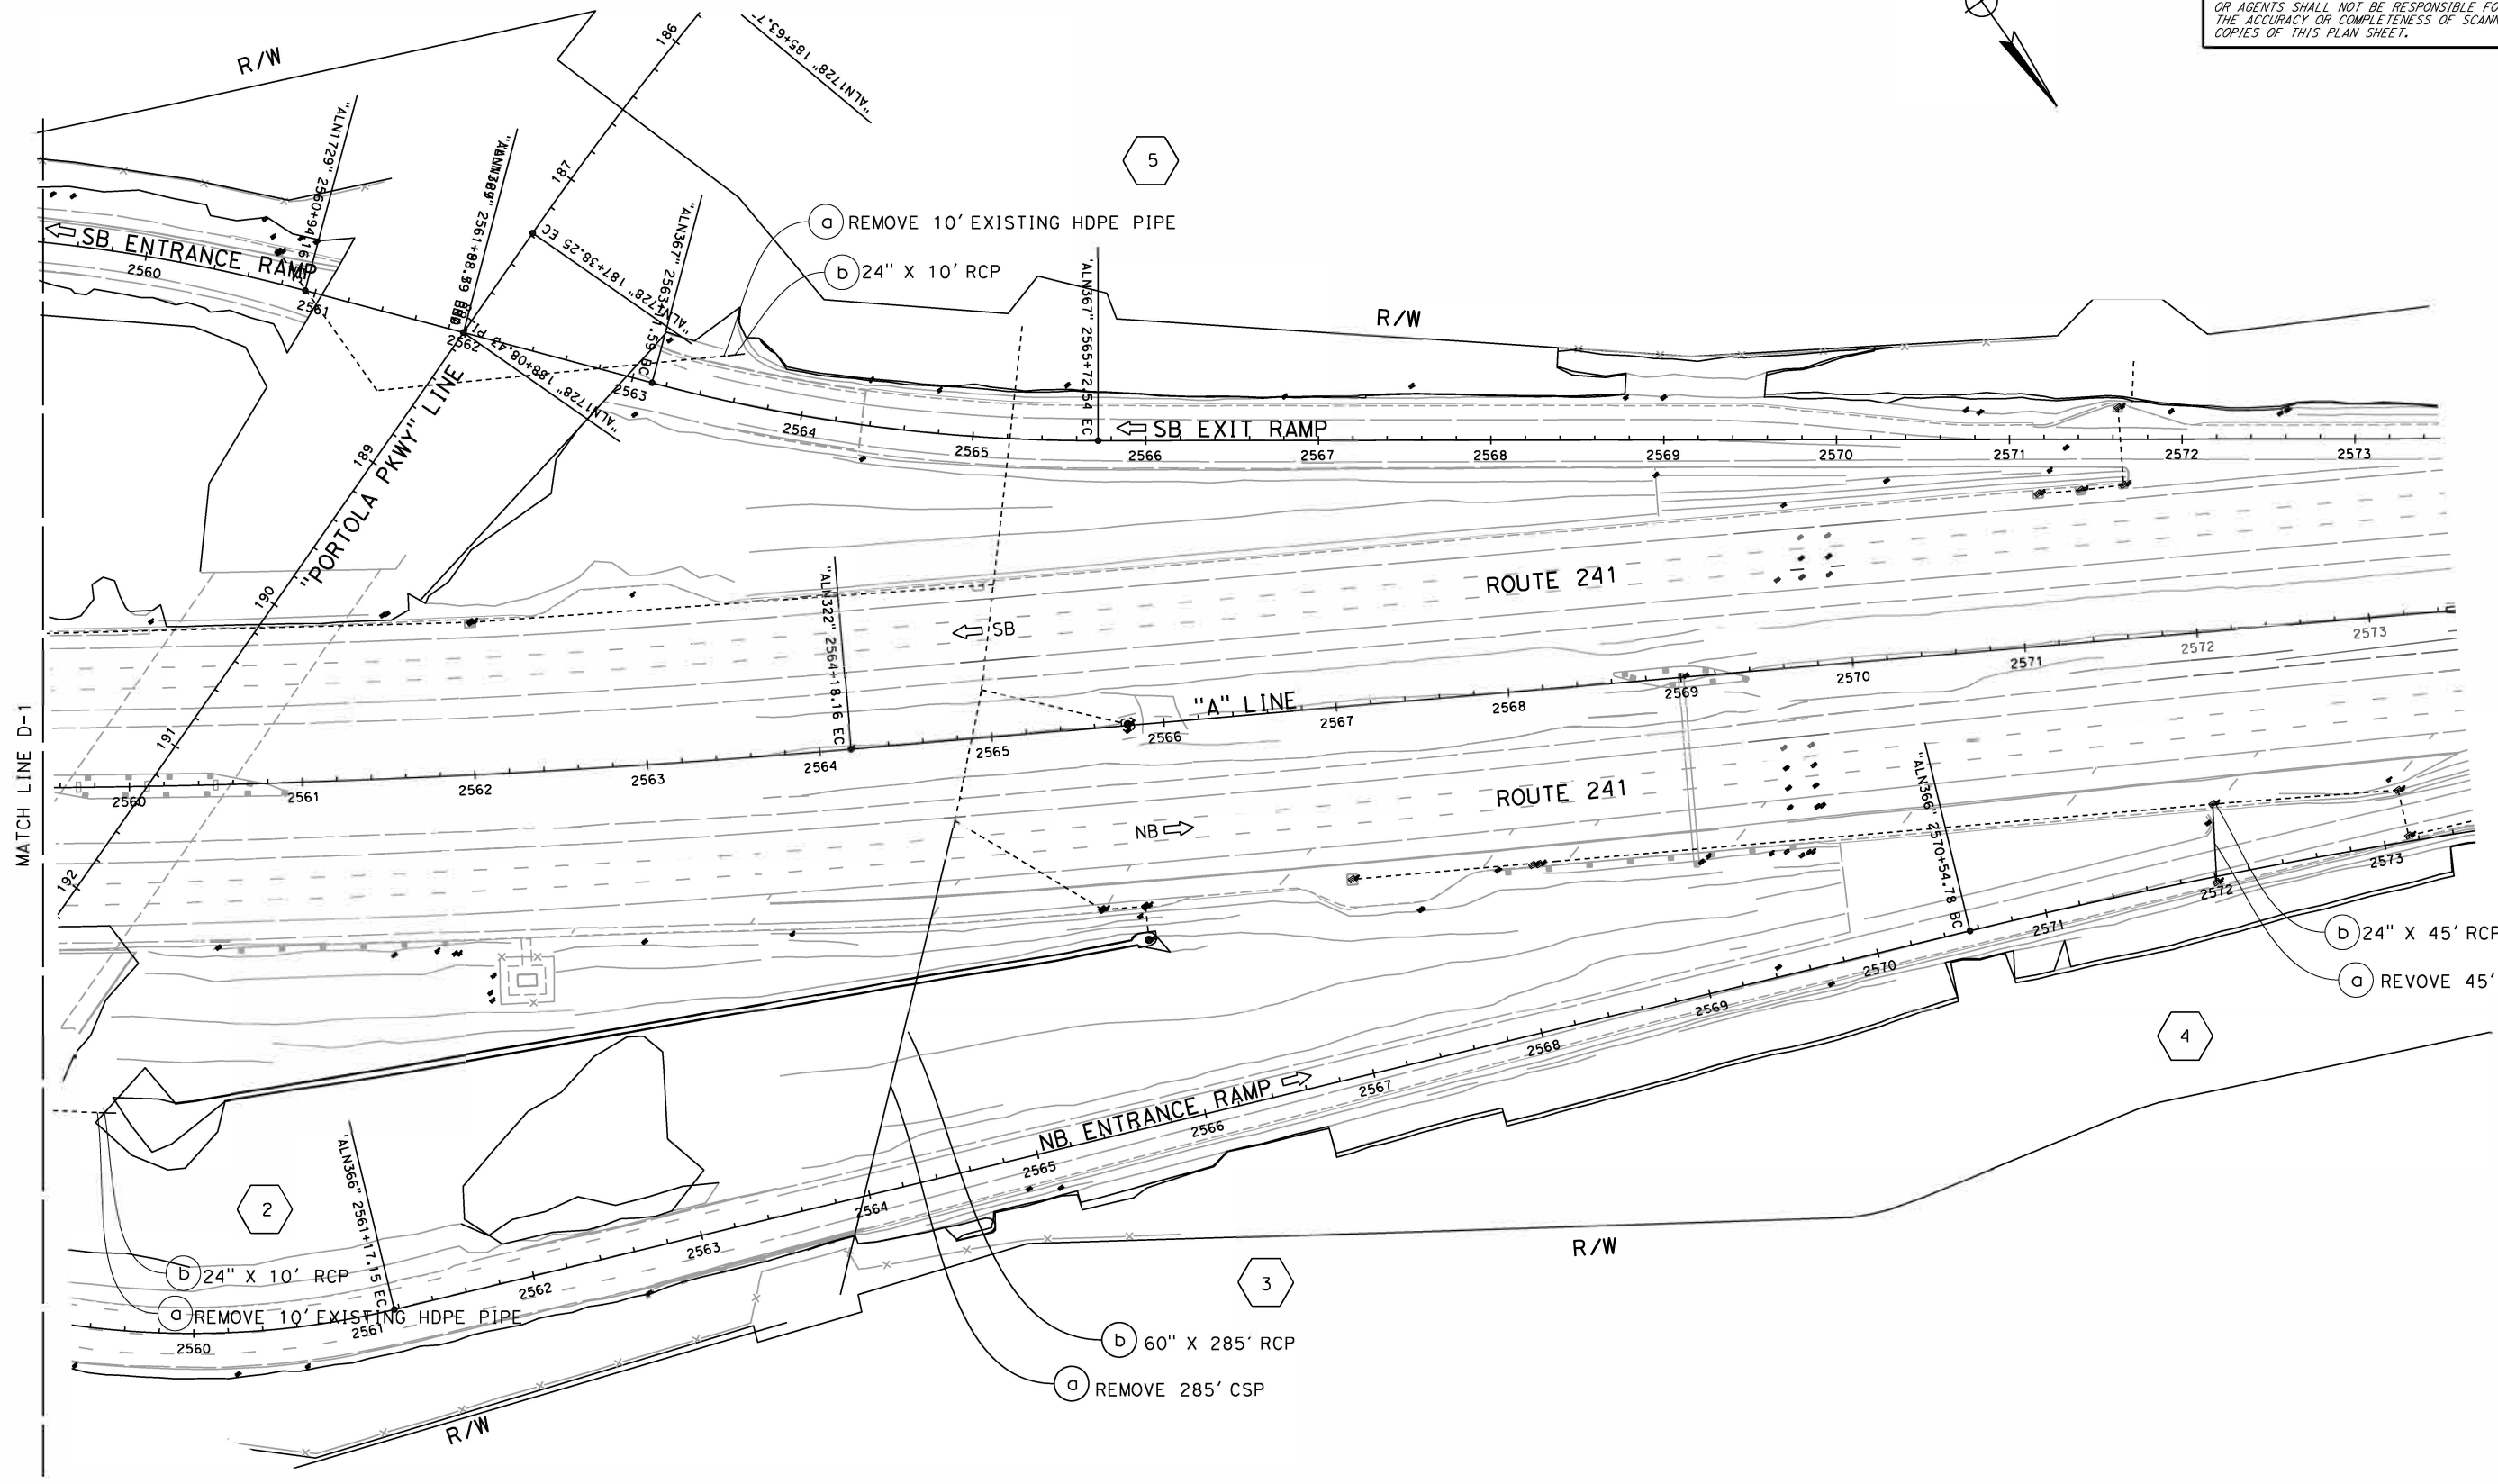 OR AGENTS SHALL NOT BE RESPONSIBLE FO
THE ACCURACY OR COMPLETENESS OF SCANN
COPIES OF THIS PLAN SHEET.
R/W
186
"ALN1728" 185+63.7
187
"ALN1729" 2560+94.16
2561+98.59
"ALN367" 2563+
.59 BC
"ALN1728" 187+38.25 EC
"ALN1728" 188+08.43 PI
5
a REMOVE 10' EXISTING HDPE PIPE
b 24" X 10' RCP
SB ENTRANCE RAMP
2560
2561
2562
2563
2564
2565
2566
2567
2568
2569
2570
2571
2572
2573
'ALN367" 2565+72.54 EC
SB EXIT RAMP
R/W
"PORTOLA PKWY" LINE
189
190
191
192
ROUTE 241
SB
"ALN322" 2564+18.16 EC
"A" LINE
2560
2561
2562
2563
2564
2565
2566
2567
2568
2569
2570
2571
2572
2573
MATCH LINE D-1
ROUTE 241
NB
"ALN366" 2570+54.78 BC
b 24" X 45' RCP
a REVOVE 45'
4
NB ENTRANCE RAMP
2560
2561
2562
2563
2564
2565
2566
2567
2568
2569
2570
2571
2572
2573
'ALN366" 2561+17.15 EC
2
b 24" X 10' RCP
a REMOVE 10' EXISTING HDPE PIPE
3
R/W
b 60" X 285' RCP
a REMOVE 285' CSP
R/W